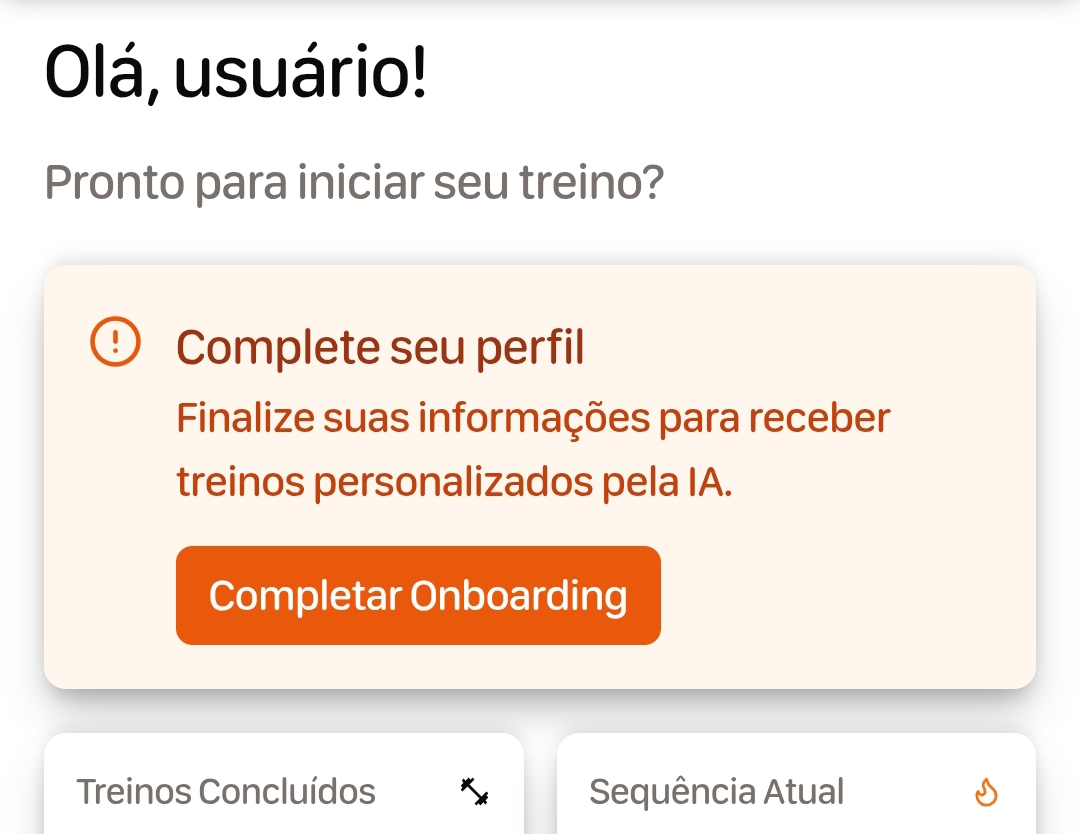 Olá, usuário!
Pronto para iniciar seu treino?
Complete seu perfil
Finalize suas informações para receber
treinos personalizados pela IA.
Completar Onboarding
Treinos Concluídos
Sequência Atual